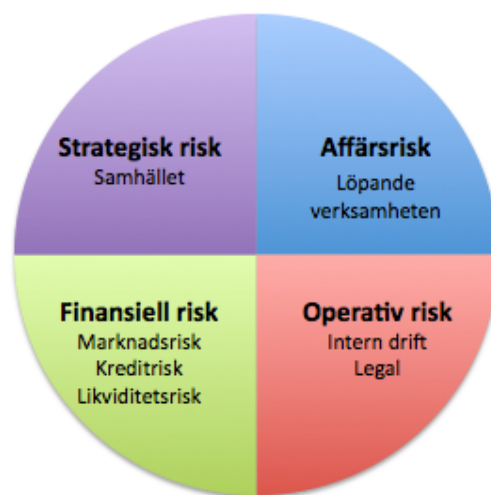 Strategisk risk
Samhället
Affärsrisk
Löpande
verksamheten
Finansiell risk
Marknadsrisk
Kreditrisk
Likviditetsrisk
Operativ risk
Intern drift
Legal